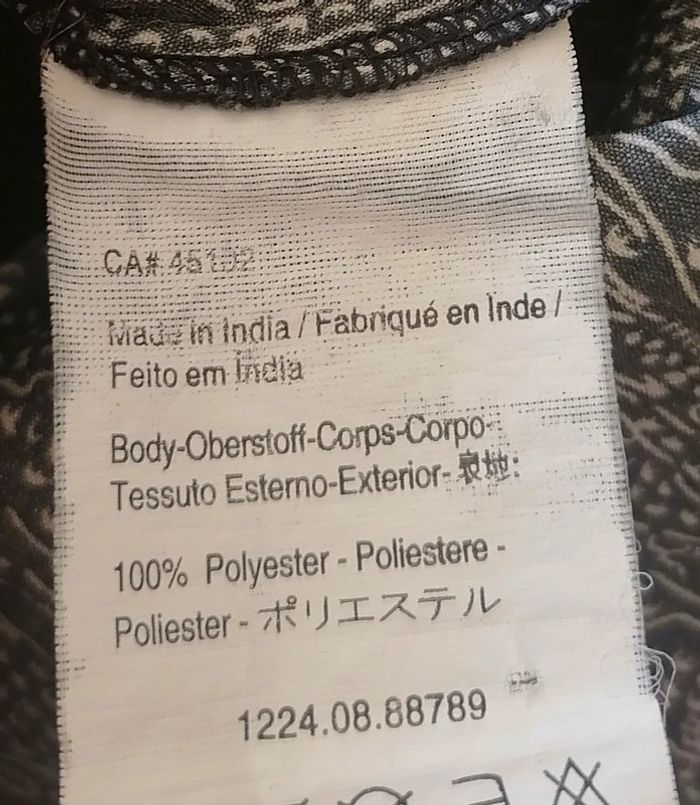 CA# 45102
Made in India / Fabriqué en Inde /
Feito em Índia
Body-Oberstoff-Corps-Corpo-
Tessuto Esterno-Exterior- 表地:
100% Polyester - Poliestere -
Poliester - ポリエステル
1224.08.88789